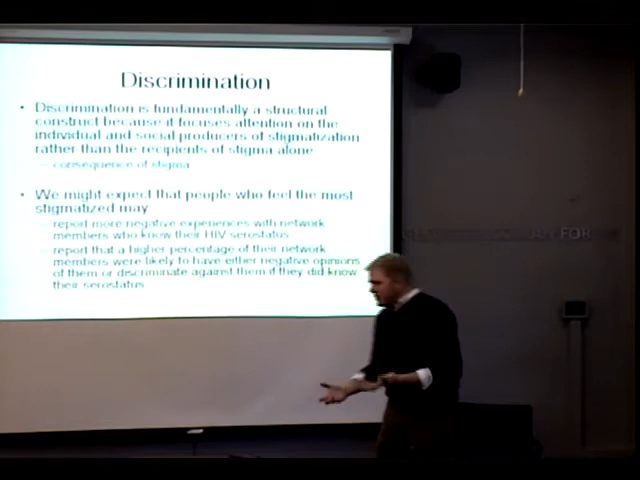 Discrimination
• Discrimination is fundamentally a structural
construct because it focuses attention on the
individual and social producers of stigmatization
rather than the recipients of stigma alone
– consequence of stigma
• We might expect that people who feel the most
stigmatized may
– report more negative experiences with network
members who know their HIV serostatus
– report that a higher percentage of their network
members were likely to have either negative opinions
of them or discriminate against them if they did know
their serostatus
FOR